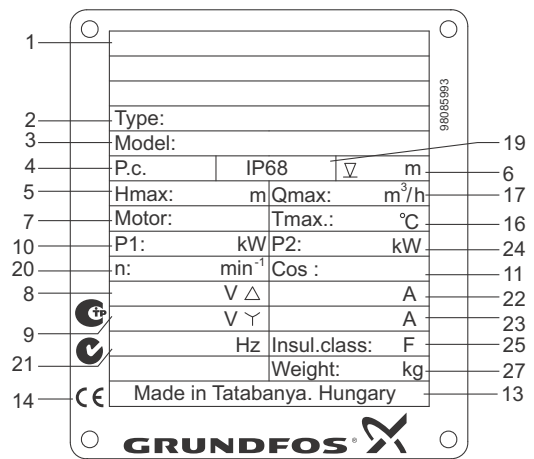 1
98085993
2 Type:
3 Model:
19
4 P.c. IP68 m 6
5 Hmax: m Qmax: m³/h 17
7 Motor: Tmax.: °C 16
10 P1: kW P2: kW 24
20 n: min⁻¹ Cos : 11
8 V △ A 22
9 V A 23
21 Hz Insul.class: F 25
Weight: kg 27
14 CE Made in Tatabanya. Hungary 13
GRUNDFOS